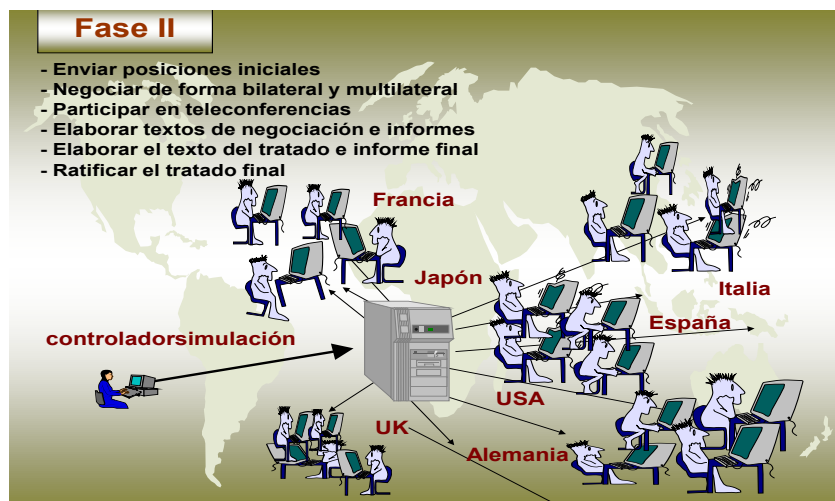 Fase II
- Enviar posiciones iniciales
- Negociar de forma bilateral y multilateral
- Participar en teleconferencias
- Elaborar textos de negociación e informes
- Elaborar el texto del tratado e informe final
- Ratificar el tratado final
Francia
Japón
Italia
España
controladorsimulación
USA
UK
Alemania